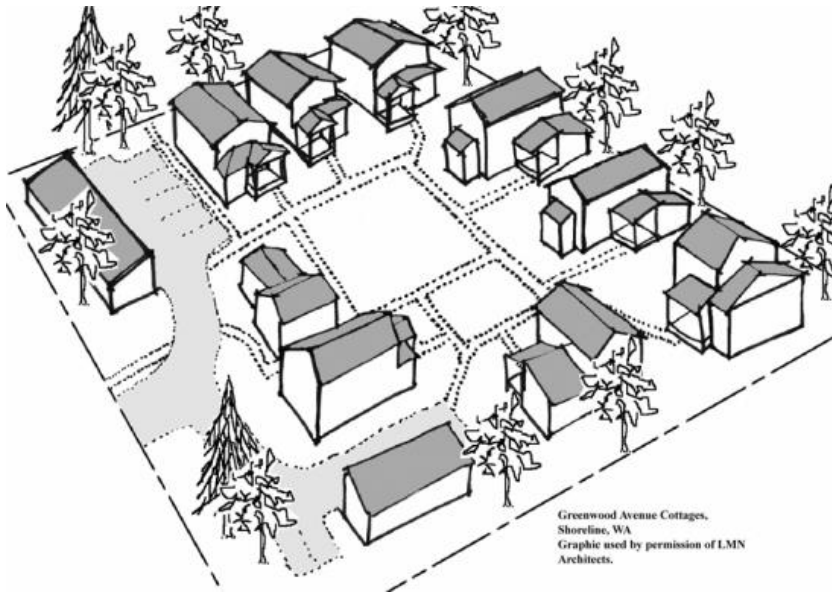 Greenwood Avenue Cottages,
Shoreline, WA
Graphic used by permission of LMN
Architects.